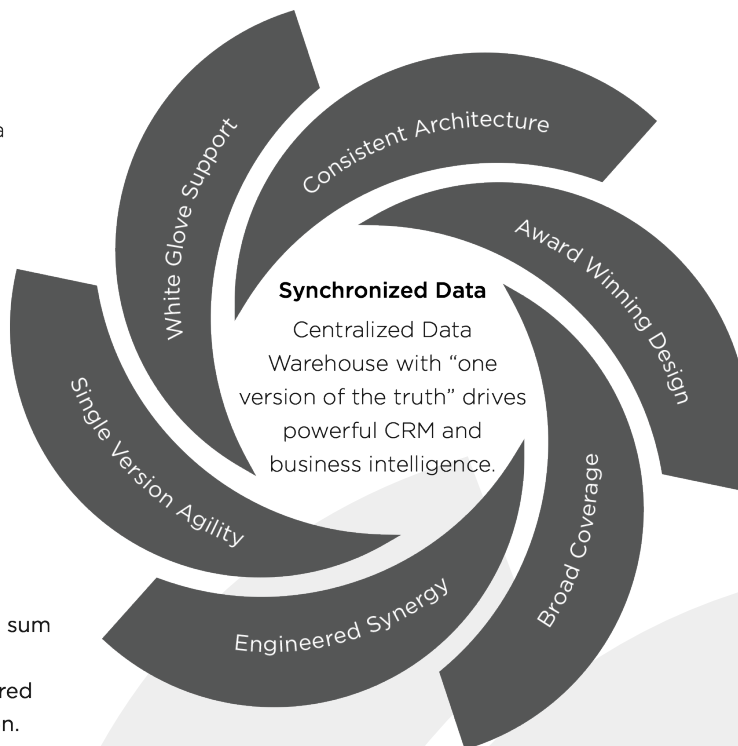 a
White Glove Support
Consistent Architecture
Award Winning Design
Synchronized Data
Centralized Data
Warehouse with “one
version of the truth” drives
powerful CRM and
business intelligence.
Single Version Agility
Broad Coverage
Engineered Synergy
sum
red
n.